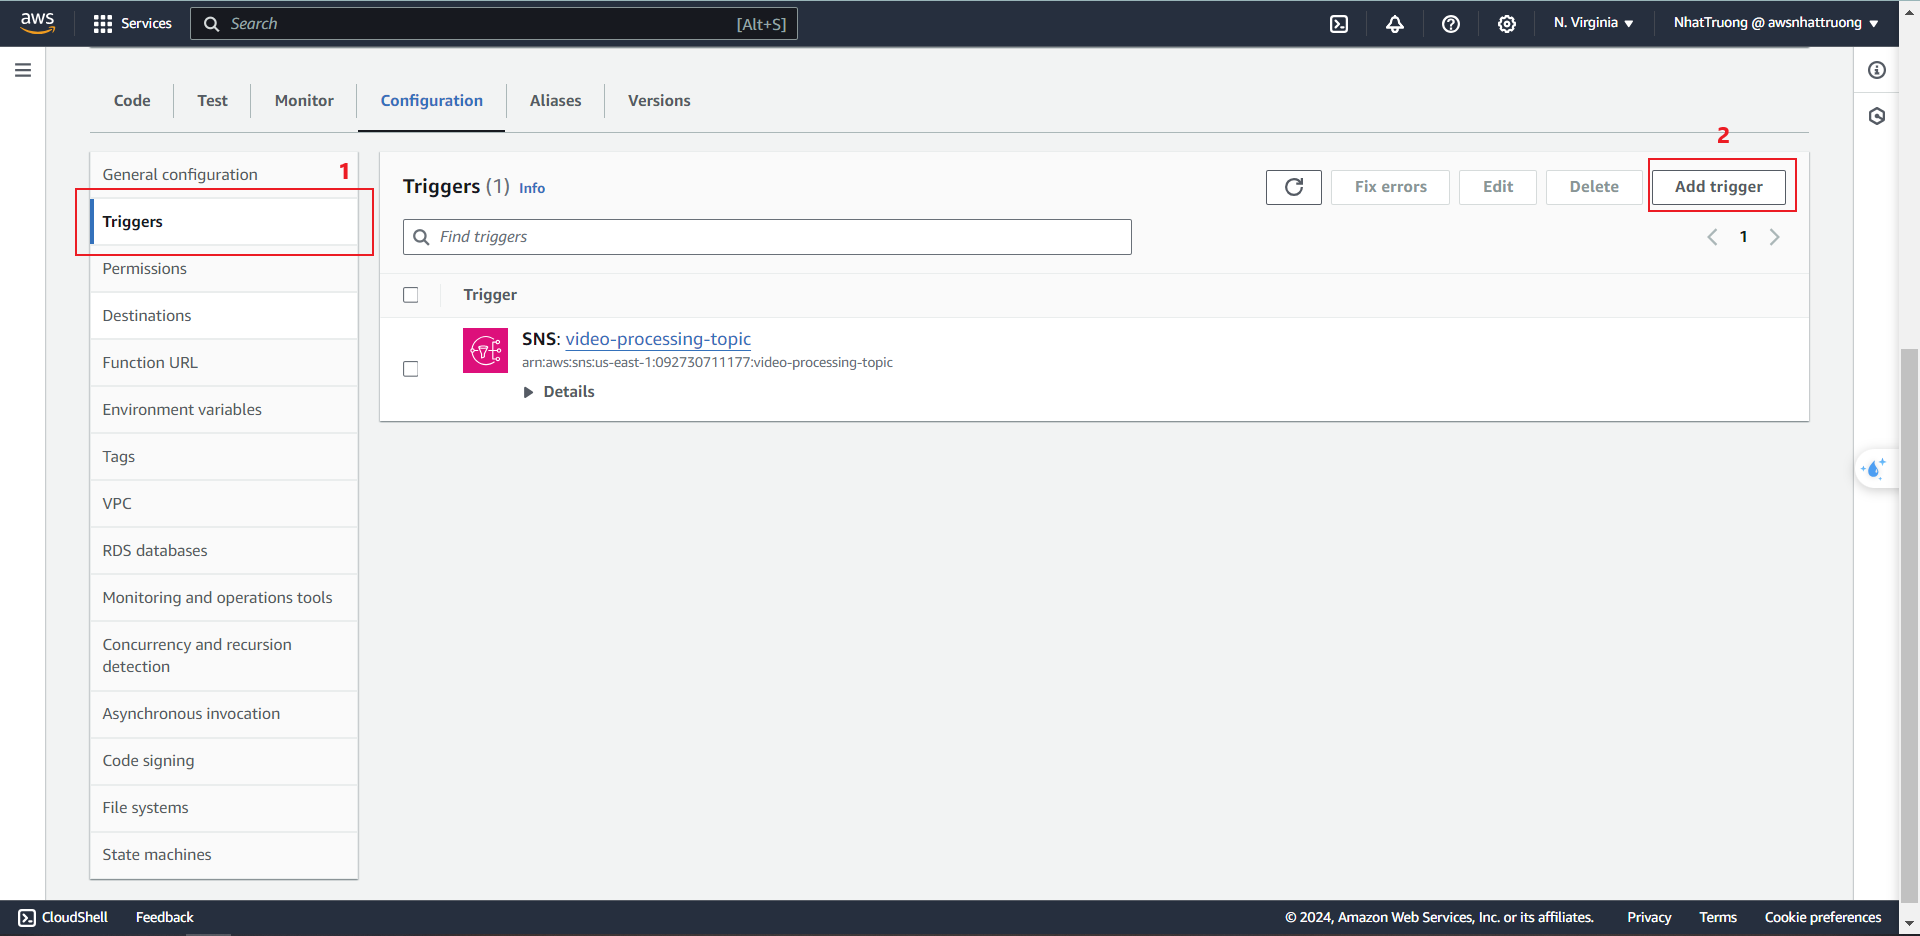 aws
Services
Search
[Alt+S]
N. Virginia
NhatTruong @ awsnhattruong
Code
Test
Monitor
Configuration
Aliases
Versions
General configuration
1
Triggers
Permissions
Destinations
Function URL
Environment variables
Tags
VPC
RDS databases
Monitoring and operations tools
Concurrency and recursion
detection
Asynchronous invocation
Code signing
File systems
State machines
2
Triggers (1) Info
Fix errors
Edit
Delete
Add trigger
Find triggers
1
Trigger
SNS: video-processing-topic
arn:aws:sns:us-east-1:092730711177:video-processing-topic
Details
CloudShell
Feedback
© 2024, Amazon Web Services, Inc. or its affiliates.
Privacy
Terms
Cookie preferences